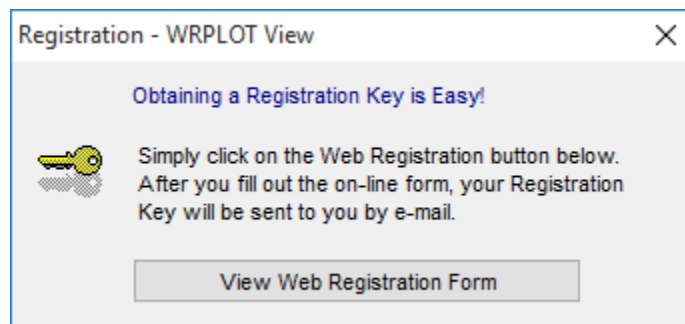 Registration - WRPLOT View
Obtaining a Registration Key is Easy!
Simply click on the Web Registration button below.
After you fill out the on-line form, your Registration
Key will be sent to you by e-mail.
View Web Registration Form